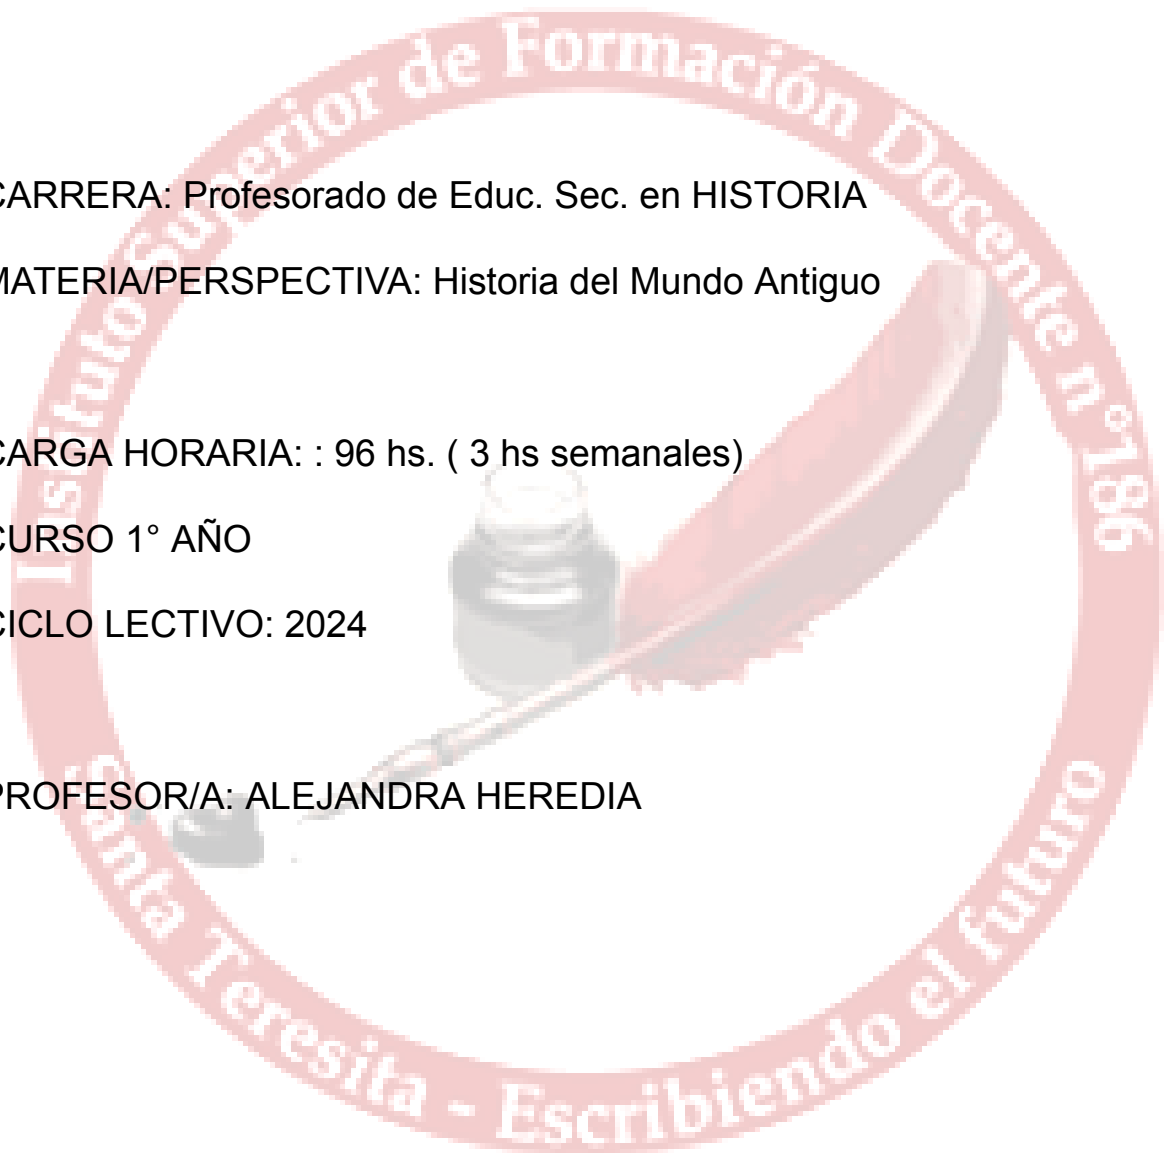 Instituto Superior de Formación Docente n°186
CARRERA: Profesorado de Educ. Sec. en HISTORIA
MATERIA/PERSPECTIVA: Historia del Mundo Antiguo
CARGA HORARIA: : 96 hs. ( 3 hs semanales)
CURSO 1° AÑO
CICLO LECTIVO: 2024
PROFESOR/A: ALEJANDRA HEREDIA
Santa Teresita - Escribiendo el futuro